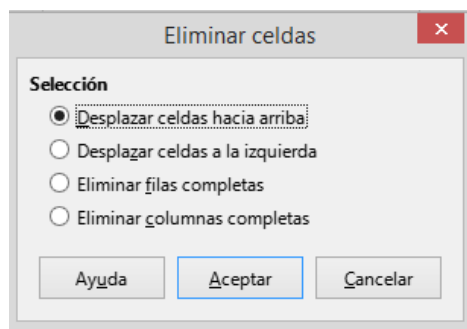 Eliminar celdas
Selección
Desplazar celdas hacia arriba
Desplazar celdas a la izquierda
Eliminar filas completas
Eliminar columnas completas
Ayuda Aceptar Cancelar